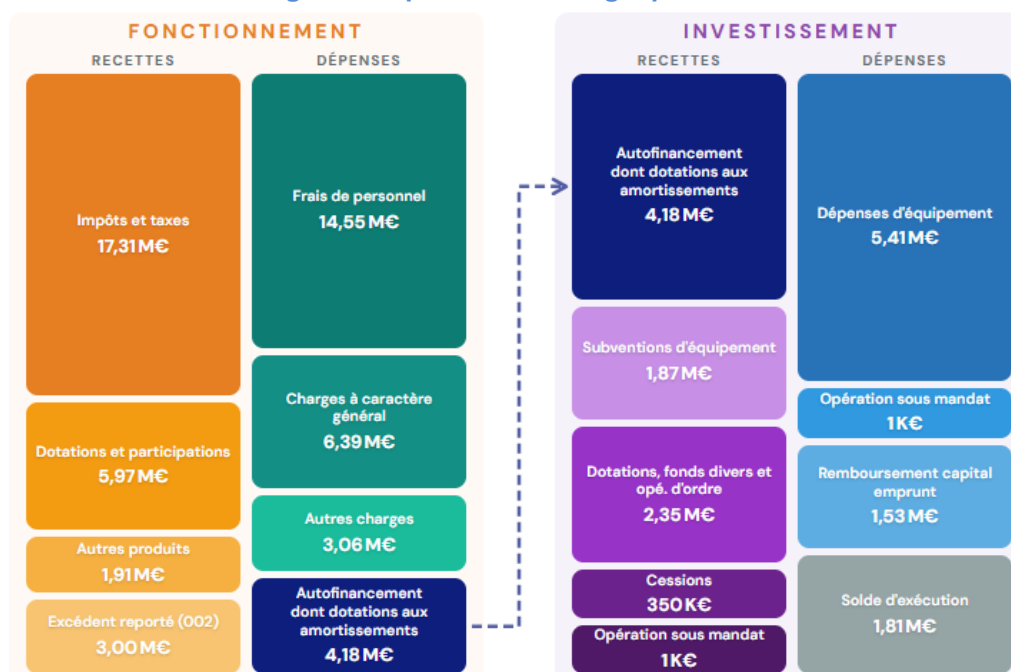 FONCTIONNEMENT
RECETTES
Impôts et taxes
17,31 M€
Dotations et participations
5,97 M€
Autres produits
1,91 M€
Excédent reporté (002)
3,00 M€
DÉPENSES
Frais de personnel
14,55 M€
Charges à caractère
général
6,39 M€
Autres charges
3,06 M€
Autofinancement
dont dotations aux
amortissements
4,18 M€
INVESTISSEMENT
RECETTES
Autofinancement
dont dotations aux
amortissements
4,18 M€
Subventions d'équipement
1,87 M€
Dotations, fonds divers et
opé. d'ordre
2,35 M€
Cessions
350 K€
Opération sous mandat
1 K€
DÉPENSES
Dépenses d'équipement
5,41 M€
Opération sous mandat
1 K€
Remboursement capital
emprunt
1,53 M€
Solde d'exécution
1,81 M€